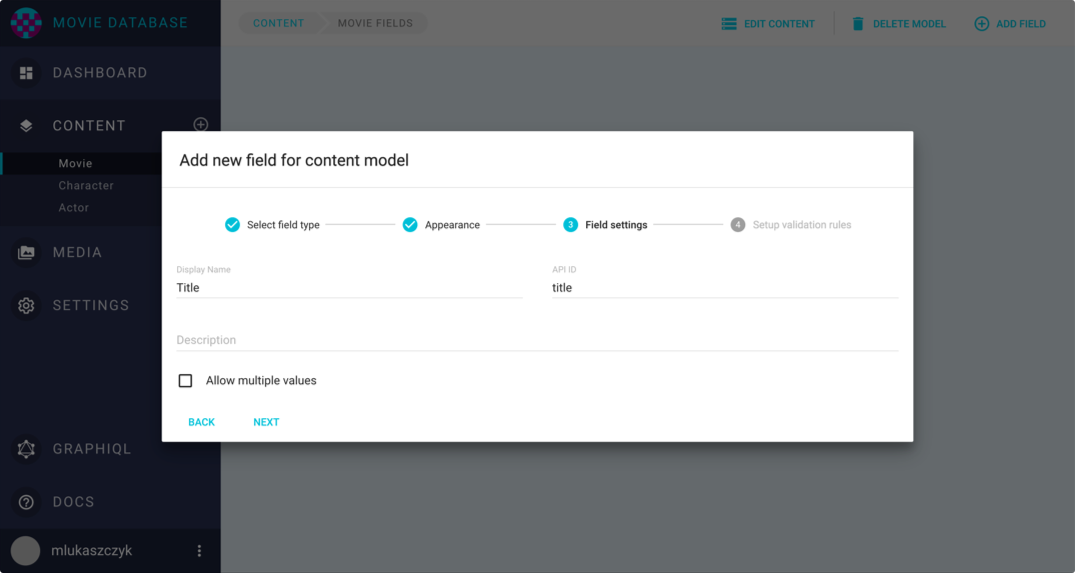 MOVIE DATABASE
CONTENT MOVIE FIELDS
EDIT CONTENT DELETE MODEL ADD FIELD
DASHBOARD
CONTENT
Movie
Character
Actor
MEDIA
SETTINGS
GRAPHIQL
DOCS
mlukaszczyk
Add new field for content model
Select field type Appearance 3 Field settings 4 Setup validation rules
Display Name API ID
Title title
Description
Allow multiple values
BACK NEXT